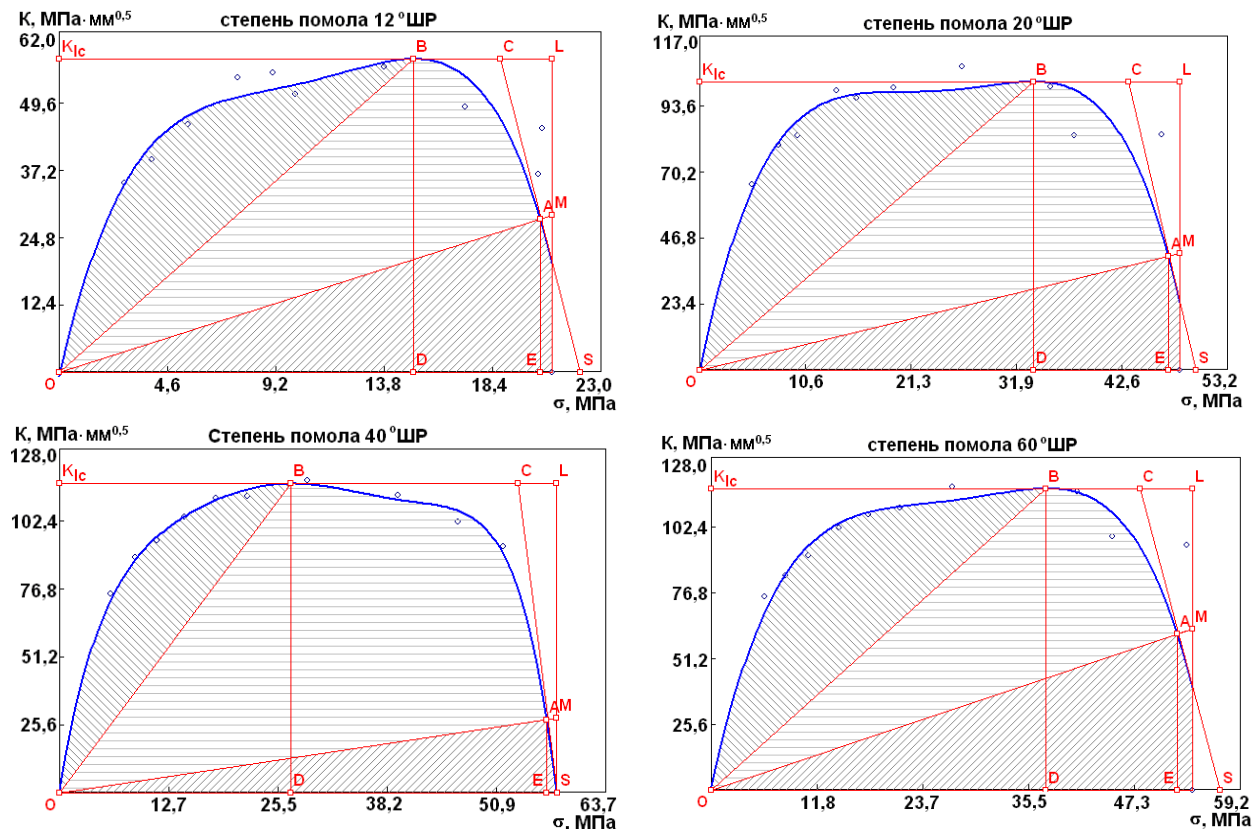 К, МПа·мм0,5
степень помола 12 °ШР
62,0
KIc
B
C
L
49,6
37,2
A
M
24,8
12,4
D
E
S
O
4,6
9,2
13,8
18,4
23,0
σ, МПа
К, МПа·мм0,5
степень помола 20 °ШР
117,0
KIc
B
C
L
93,6
70,2
46,8
A
M
23,4
D
E
S
O
10,6
21,3
31,9
42,6
53,2
σ, МПа
К, МПа·мм0,5
Степень помола 40 °ШР
128,0
KIc
B
C
L
102,4
76,8
51,2
A
M
25,6
D
E
S
O
12,7
25,5
38,2
50,9
63,7
σ, МПа
К, МПа·мм0,5
степень помола 60 °ШР
128,0
KIc
B
C
L
102,4
76,8
A
M
51,2
25,6
D
E
S
O
11,8
23,7
35,5
47,3
59,2
σ, МПа